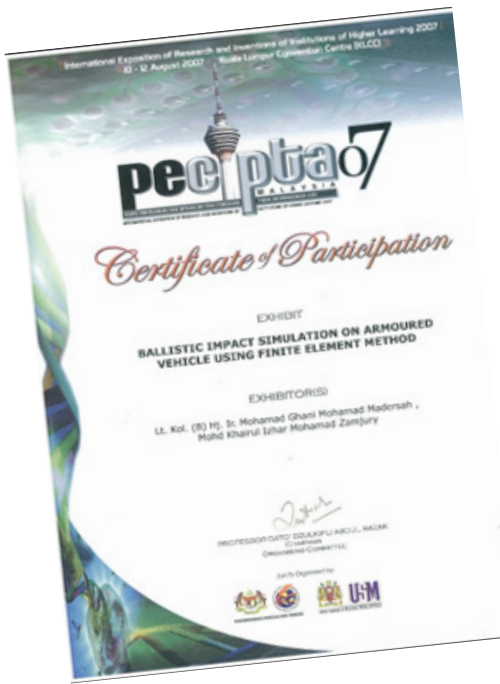 International Exposition of Research and Inventions of Institutions of Higher Learning 2007
10 - 12 August 2007 Kuala Lumpur Convention Centre (KLCC)
pecipta07
MALAYSIA
Certificate of Participation
EXHIBIT
BALLISTIC IMPACT SIMULATION ON ARMOURED
VEHICLE USING FINITE ELEMENT METHOD
EXHIBITOR(S)
Lt. Kol. (B) Hj. Ir. Mohamad Ghani Mohamad Madersah ,
Mohd Khairul Izhar Mohamad Zamjury
PROFESSOR DATO' DZULKIFLI ABDUL RAZAK
CHAIRMAN
ORGANISING COMMITTEE
Jointly Organised by
USM